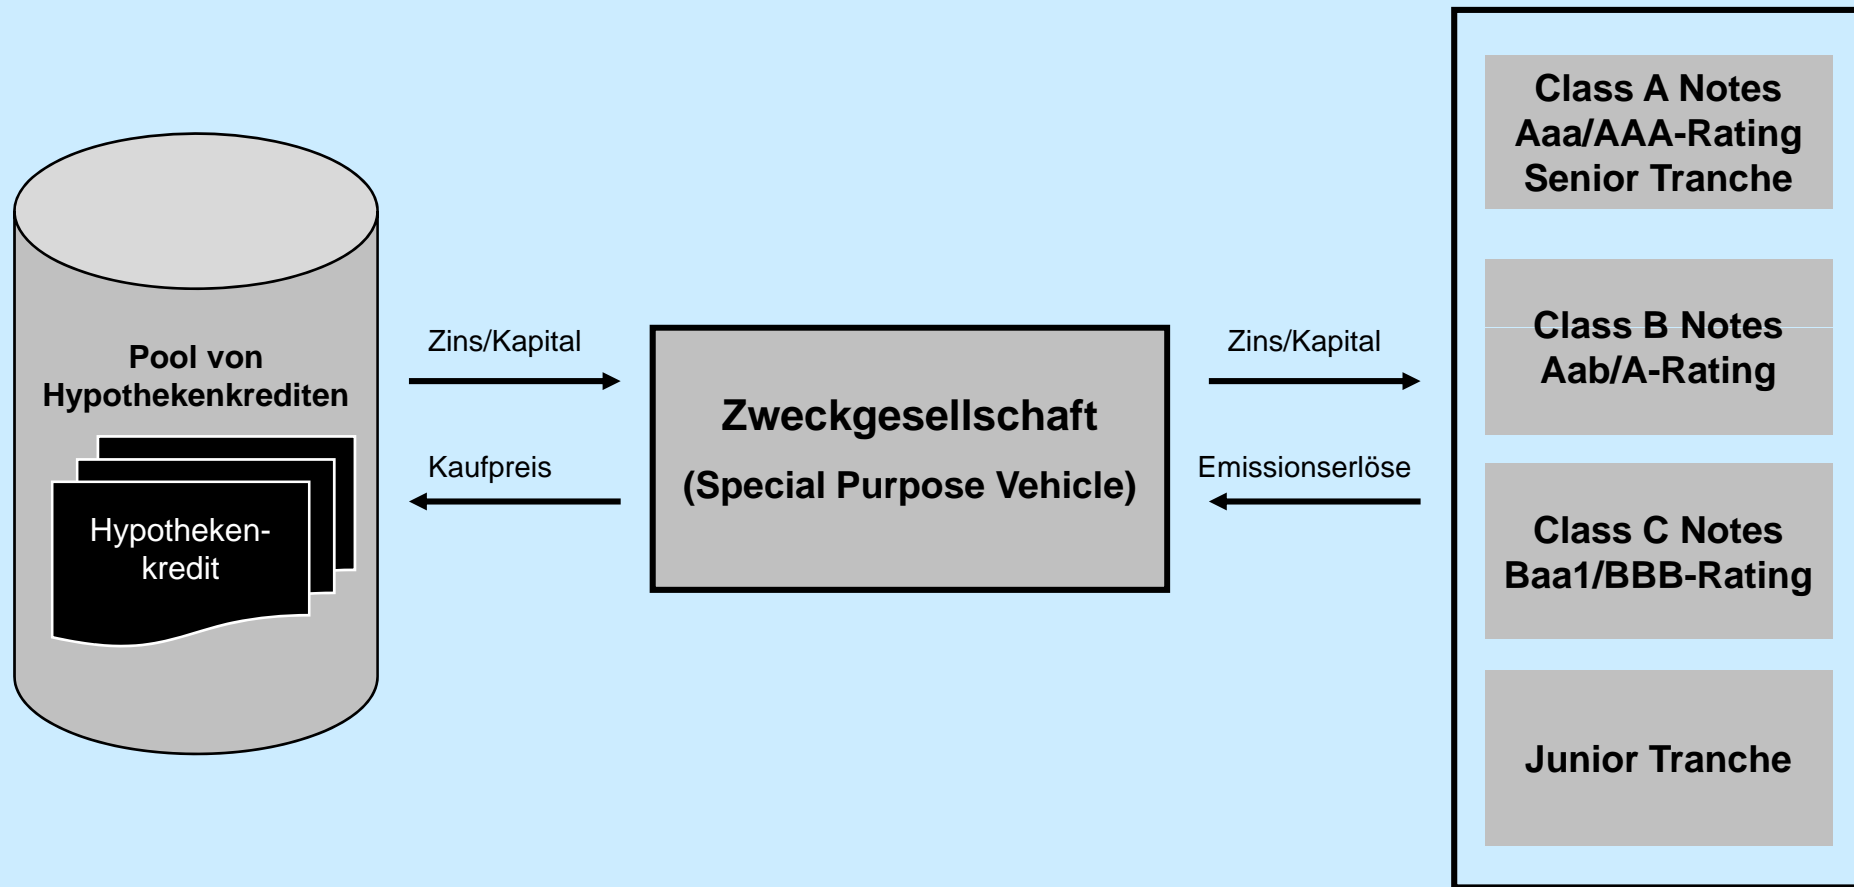 Pool von
Hypothekenkrediten
Hypotheken-
kredit
Zins/Kapital
Kaufpreis
Zweckgesellschaft
(Special Purpose Vehicle)
Zins/Kapital
Emissionserlöse
Class A Notes
Aaa/AAA-Rating
Senior Tranche
Class B Notes
Aab/A-Rating
Class C Notes
Baa1/BBB-Rating
Junior Tranche